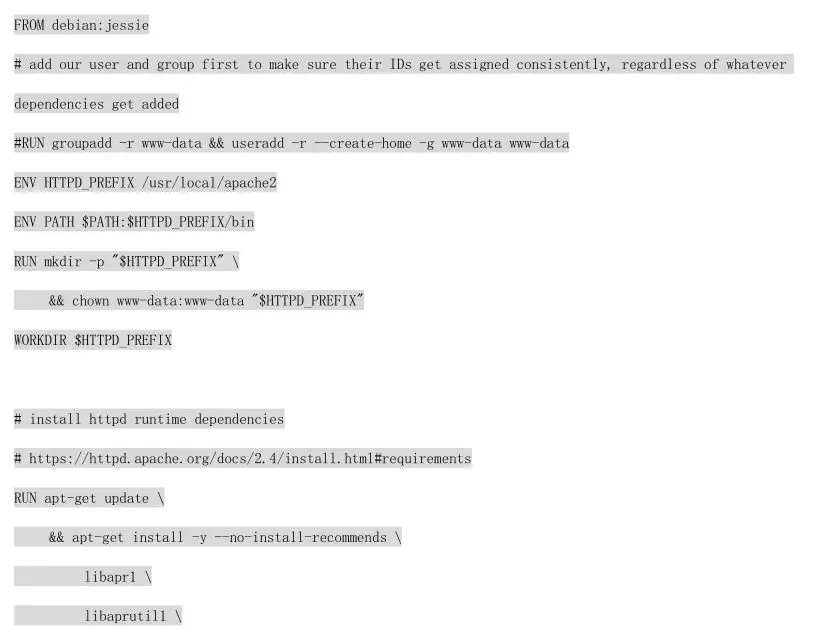 FROM debian:jessie
# add our user and group first to make sure their IDs get assigned consistently, regardless of whatever
dependencies get added
#RUN groupadd -r www-data && useradd -r --create-home -g www-data www-data
ENV HTTPD_PREFIX /usr/local/apache2
ENV PATH $PATH:$HTTPD_PREFIX/bin
RUN mkdir -p "$HTTPD_PREFIX" \
    && chown www-data:www-data "$HTTPD_PREFIX"
WORKDIR $HTTPD_PREFIX
# install httpd runtime dependencies
# https://httpd.apache.org/docs/2.4/install.html#requirements
RUN apt-get update \
    && apt-get install -y --no-install-recommends \
        libapr1 \
        libaprutil1 \